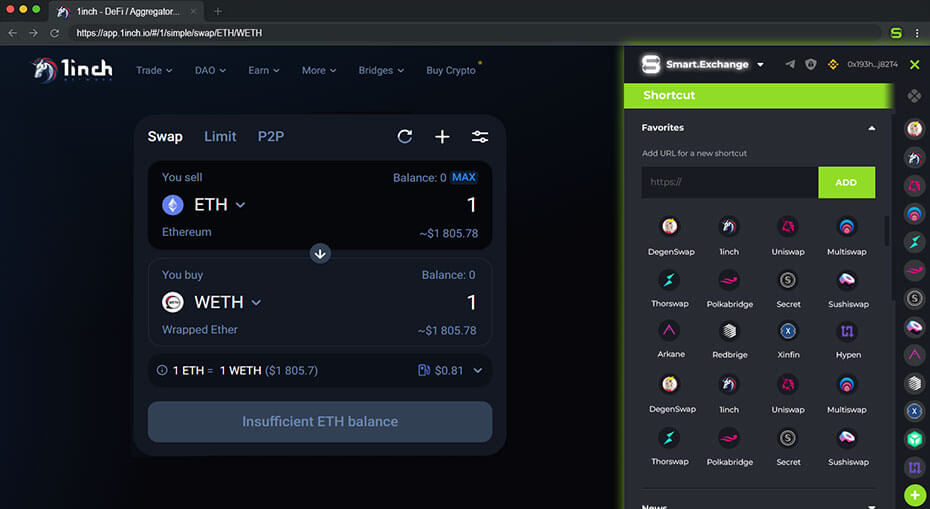 1inch - DeFi / Aggregator...
https://app.1inch.io/#/1/simple/swap/ETH/WETH
1inch
NETWORK
Trade
DAO
Earn
More
Bridges
Buy Crypto
Swap
Limit
P2P
You sell
Balance: 0 MAX
ETH
1
Ethereum
~$1 805.78
You buy
Balance: 0
WETH
WETH
1
Wrapped Ether
~$1 805.78
1 ETH = 1 WETH ($1 805.7)
$0.81
Insufficient ETH balance
Smart.Exchange
0x193h...j82T4
Shortcut
Favorites
Add URL for a new shortcut
https://
ADD
DegenSwap
1inch
Uniswap
Multiswap
Thorswap
Polkabridge
Secret
Sushiswap
Arkane
Redbrige
Xinfin
Hypen
DegenSwap
1inch
Uniswap
Multiswap
Thorswap
Polkabridge
Secret
Sushiswap
News